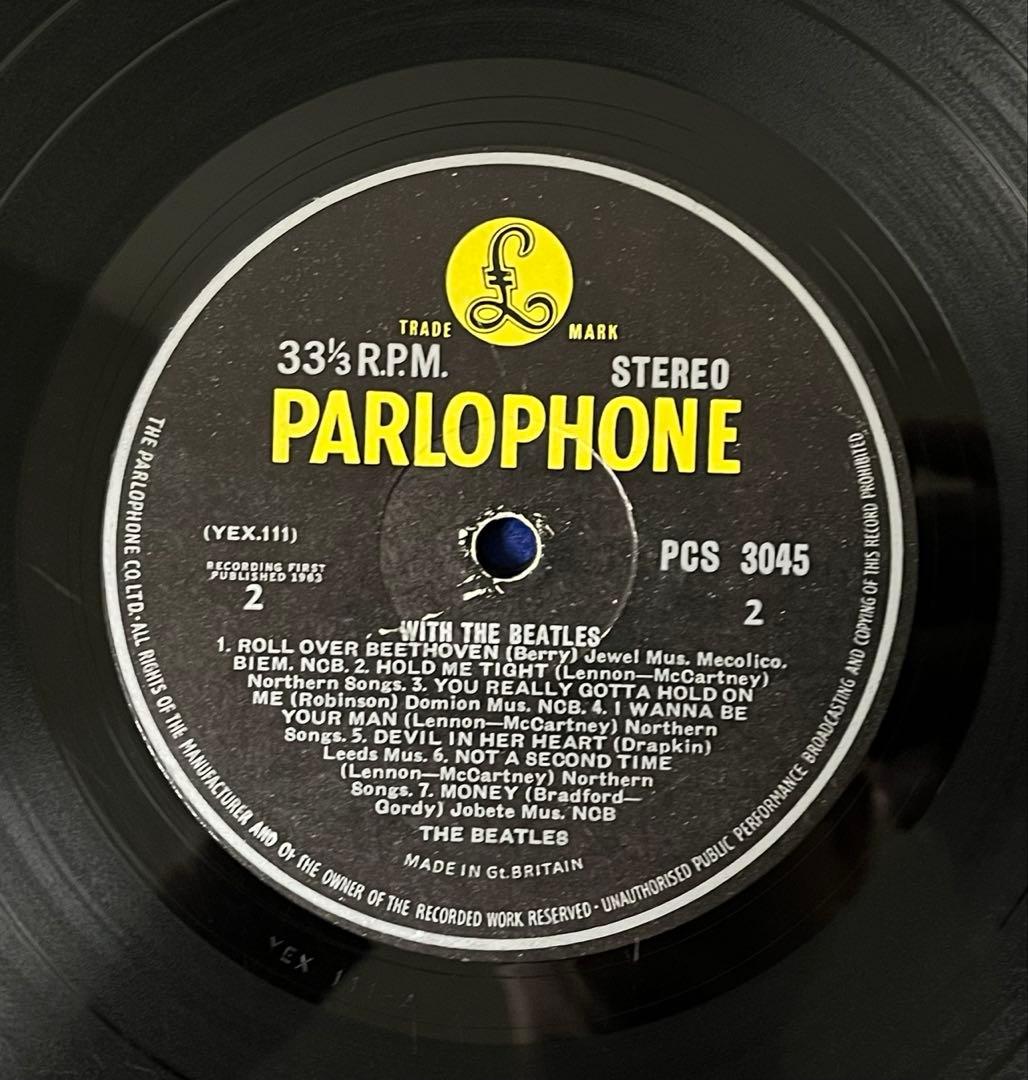 £
TRADE MARK
33⅓ R.P.M. STEREO
PARLOPHONE
(YEX.111)
PCS 3045
RECORDING FIRST
PUBLISHED 1963
2 2
WITH THE BEATLES
1. ROLL OVER BEETHOVEN (Berry) Jewel Mus. Mecolico.
BIEM. NCB. 2. HOLD ME TIGHT (Lennon—McCartney)
Northern Songs. 3. YOU REALLY GOTTA HOLD ON
ME (Robinson) Domion Mus. NCB. 4. I WANNA BE
YOUR MAN (Lennon—McCartney) Northern
Songs. 5. DEVIL IN HER HEART (Drapkin)
Leeds Mus. 6. NOT A SECOND TIME
(Lennon—McCartney) Northern
Songs. 7. MONEY (Bradford—
Gordy) Jobete Mus. NCB
THE BEATLES
MADE IN Gt. BRITAIN
THE PARLOPHONE CO. LTD. · ALL RIGHTS OF THE MANUFACTURER AND OF THE OWNER OF THE RECORDED WORK RESERVED · UNAUTHORISED PUBLIC PERFORMANCE BROADCASTING AND COPYING OF THIS RECORD PROHIBITED
YEX